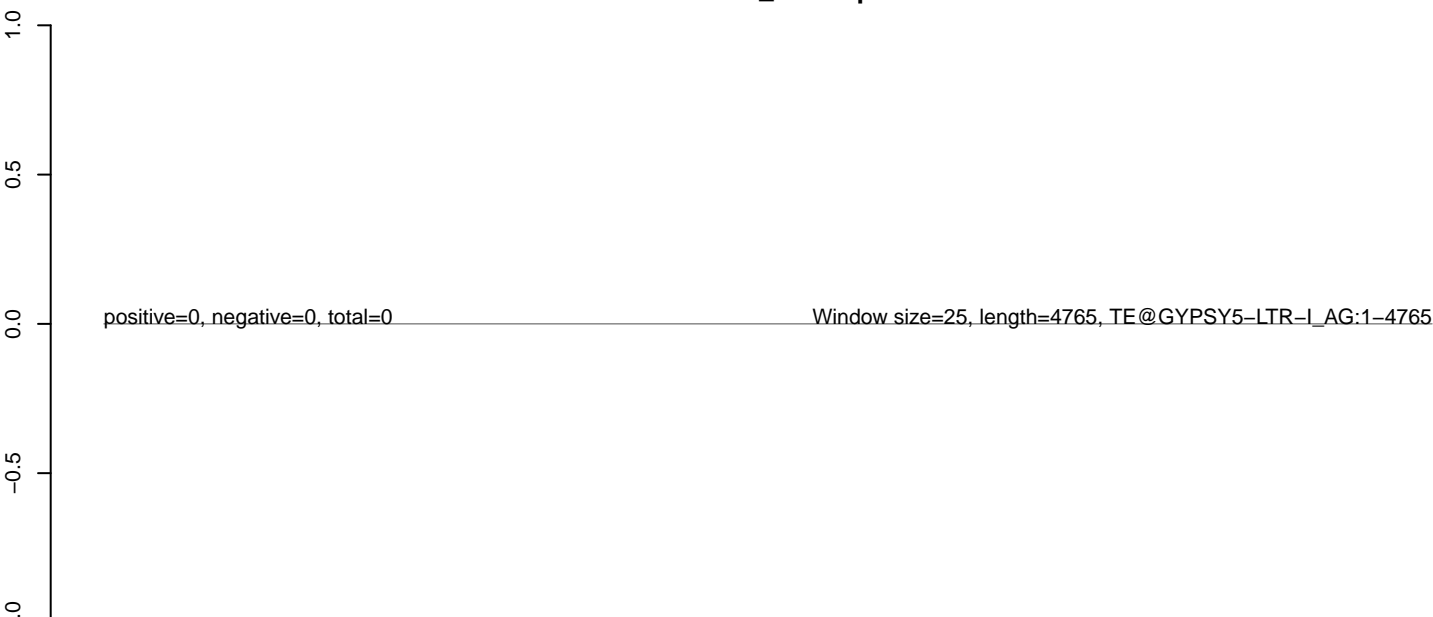 1.0
0.5
positive=0, negative=0, total=0 Window size=25, length=4765, TE@GYPSY5−LTR−I_AG:1−4765
0.0
−0.5